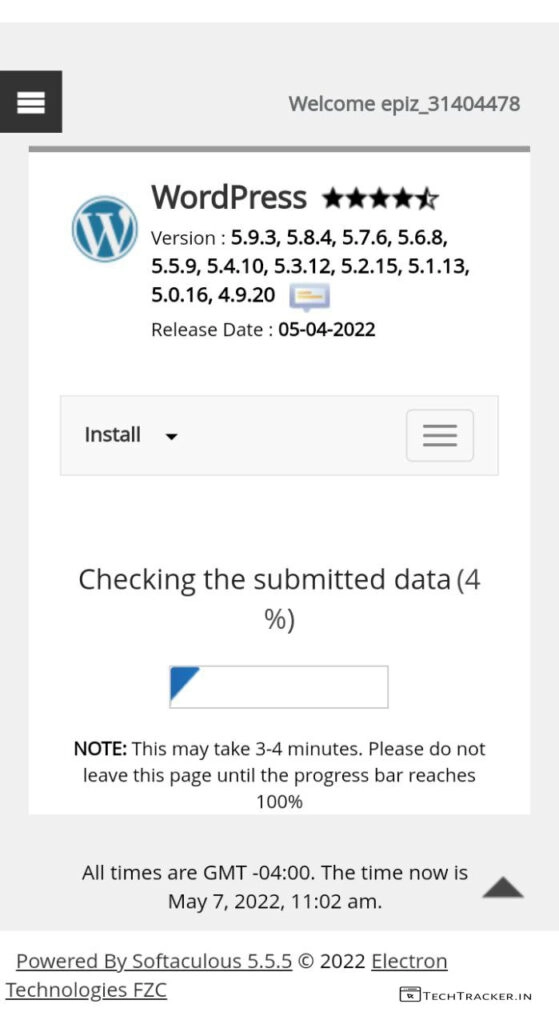 Welcome epiz_31404478
WordPress
Version : 5.9.3, 5.8.4, 5.7.6, 5.6.8,
5.5.9, 5.4.10, 5.3.12, 5.2.15, 5.1.13,
5.0.16, 4.9.20
Release Date : 05-04-2022
Install
Checking the submitted data (4
%)
NOTE: This may take 3-4 minutes. Please do not
leave this page until the progress bar reaches
100%
All times are GMT -04:00. The time now is
May 7, 2022, 11:02 am.
Powered By Softaculous 5.5.5 © 2022 Electron
Technologies FZC
TECHTRACKER.IN